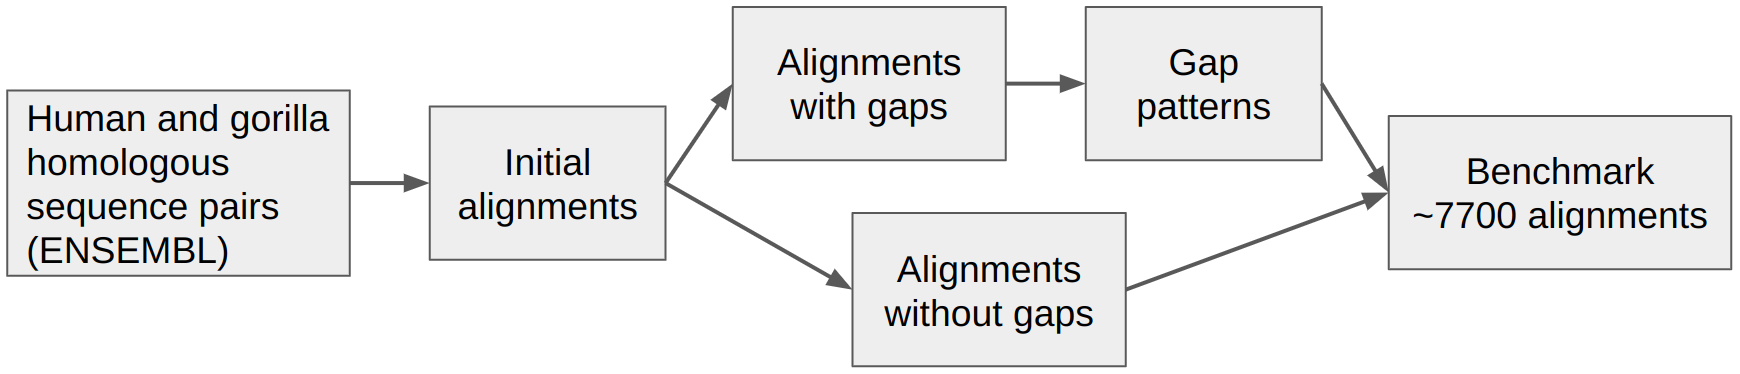 Human and gorilla
homologous
sequence pairs
(ENSEMBL)
Initial
alignments
Alignments
with gaps
Gap
patterns
Alignments
without gaps
Benchmark
~7700 alignments